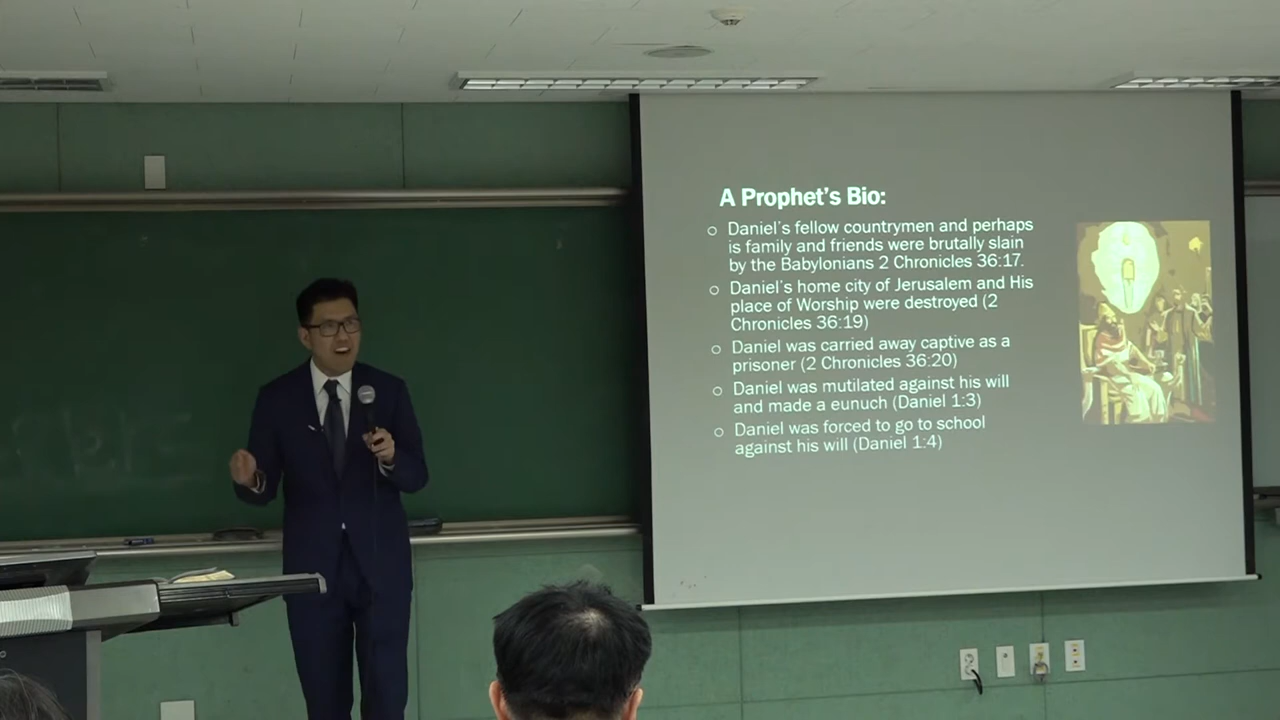 A Prophet's Bio:
Daniel's fellow countrymen and perhaps
is family and friends were brutally slain
by the Babylonians 2 Chronicles 36:17.
Daniel's home city of Jerusalem and His
place of Worship were destroyed (2
Chronicles 36:19)
Daniel was carried away captive as a
prisoner (2 Chronicles 36:20)
Daniel was mutilated against his will
and made a eunuch (Daniel 1:3)
Daniel was forced to go to school
against his will (Daniel 1:4)